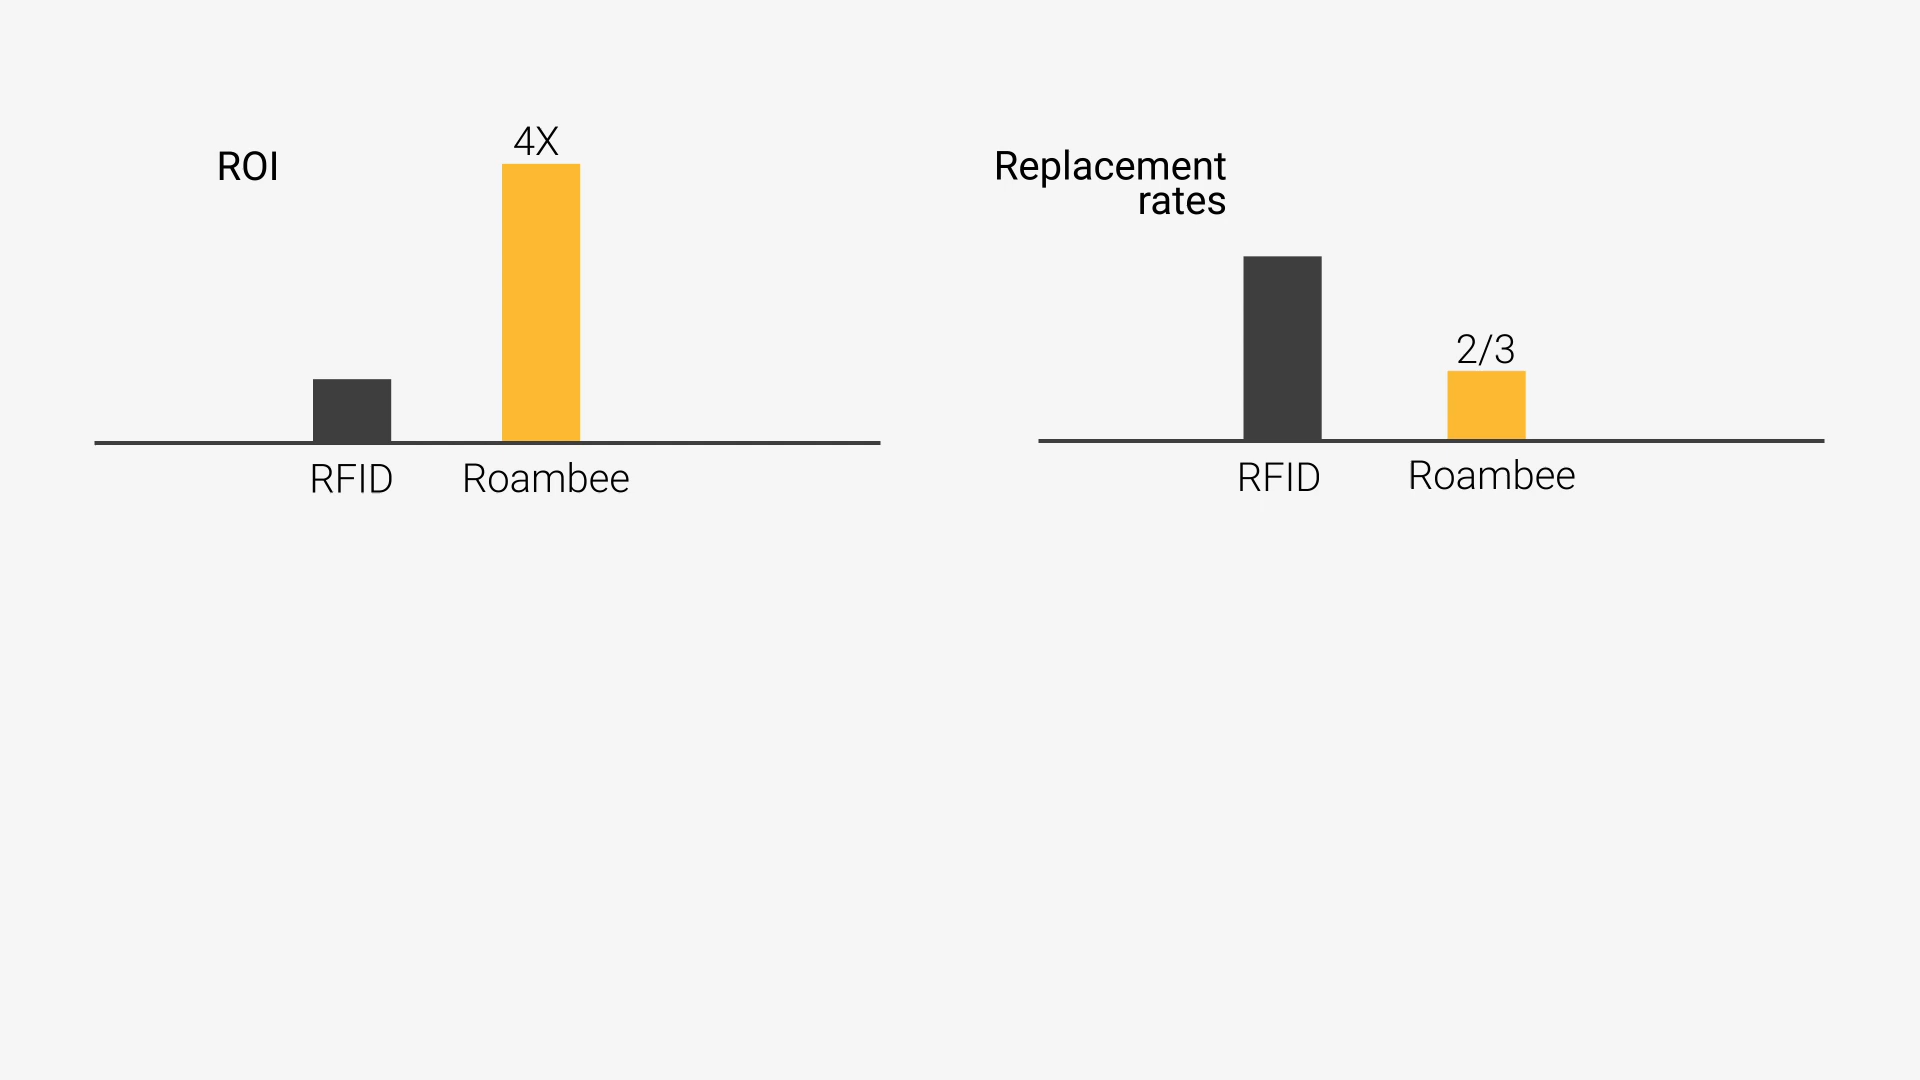 ROI
4X
RFID
Roambee
Replacement
rates
2/3
RFID
Roambee